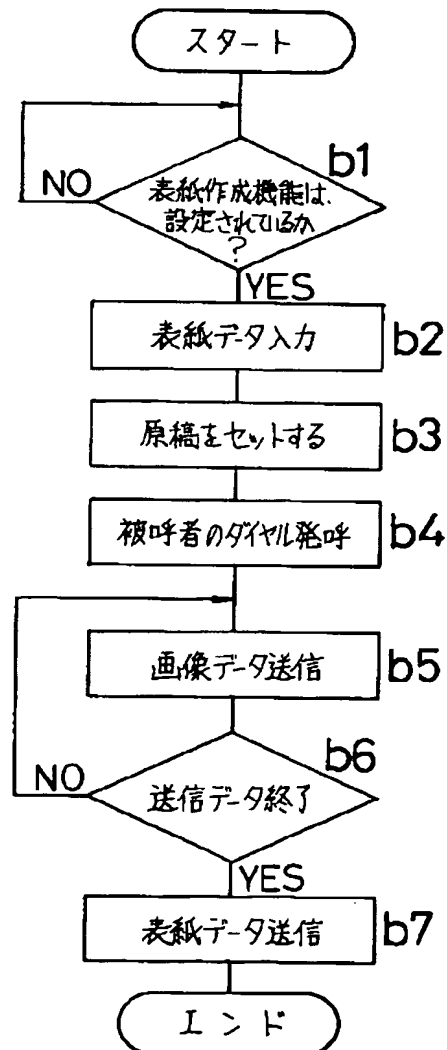 スタート
b1
NO
表紙作成機能は、
設定されているか
?
YES
表紙データ入力
b2
原稿をセットする
b3
被呼者のダイヤル発呼
b4
画像データ送信
b5
b6
NO
送信データ終了
YES
表紙データ送信
b7
エンド